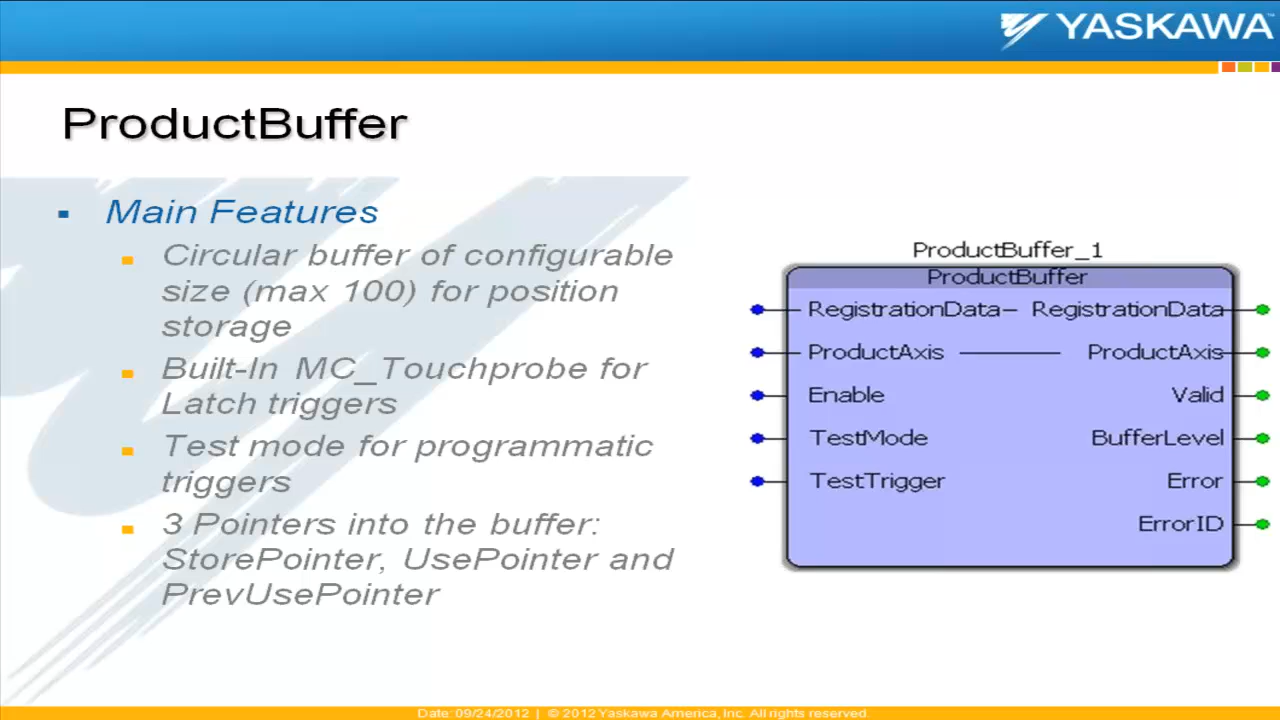 YASKAWA
ProductBuffer
Main Features
Circular buffer of configurable
size (max 100) for position
storage
Built-In MC_Touchprobe for
Latch triggers
Test mode for programmatic
triggers
3 Pointers into the buffer:
StorePointer, UsePointer and
PrevUsePointer
ProductBuffer_1
ProductBuffer
RegistrationData RegistrationData
ProductAxis ProductAxis
Enable Valid
TestMode BufferLevel
TestTrigger Error
ErrorID
Date: 09/24/2012 | © 2012 Yaskawa America, Inc. All rights reserved.